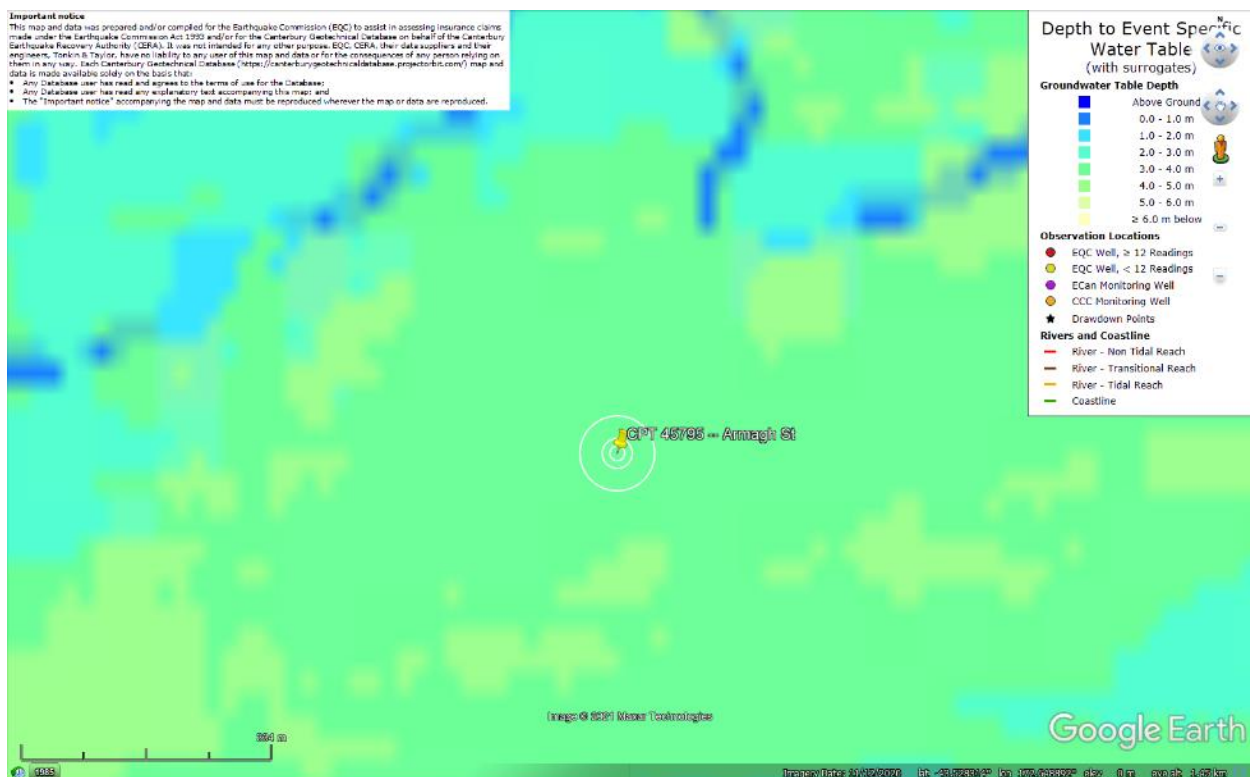 Important notice
This map and data was prepared and/or compiled for the Earthquake Commission (EQC) to assist in assessing insurance claims
made under the Earthquake Commission Act 1993 and/or for the Canterbury Geotechnical Database on behalf of the Canterbury
Earthquake Recovery Authority (CERA). It was not intended for any other purpose. EQC, CERA, their data suppliers and their
engineers, Tonkin & Taylor, have no liability to any user of this map and data or for the consequences of any person relying on
them in any way. Each Canterbury Geotechnical Database (https://canterburygeotechnicaldatabase.projectorbit.com/) map and
data is made available solely on the basis that:
• Any Database user has read and agrees to the terms of use for the Database;
• Any Database user has read any explanatory text accompanying this map; and
• The "Important notice" accompanying the map and data must be reproduced wherever the map or data are reproduced.
Depth to Event Specific
Water Table
(with surrogates)
Groundwater Table Depth
Above Ground
0.0 - 1.0 m
1.0 - 2.0 m
2.0 - 3.0 m
3.0 - 4.0 m
4.0 - 5.0 m
5.0 - 6.0 m
≥ 6.0 m below
Observation Locations
EQC Well, ≥ 12 Readings
EQC Well, < 12 Readings
ECan Monitoring Well
CCC Monitoring Well
Drawdown Points
Rivers and Coastline
River - Non Tidal Reach
River - Transitional Reach
River - Tidal Reach
Coastline
N
CPT 45795 -- Armagh St
Image © 2021 Maxar Technologies
Google Earth
1985
Imagery Date: lat lon elev 0 m eye alt 1.47 km